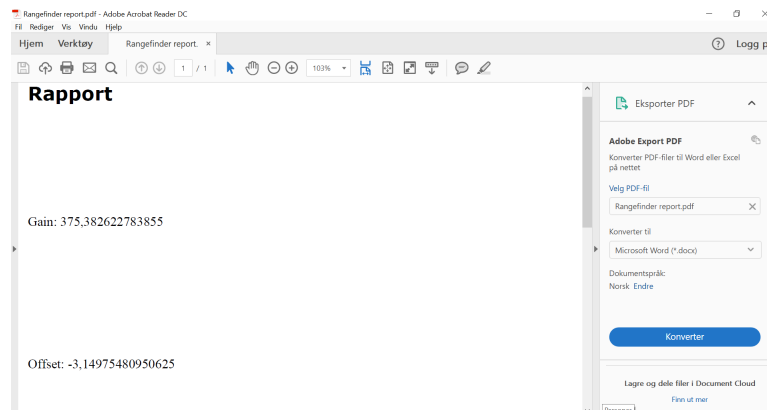 Rangefinder report.pdf - Adobe Acrobat Reader DC
Fil Rediger Vis Vindu Hjelp
Hjem Verktøy Rangefinder report. ×
? Logg p
1 / 1 103%
Rapport
Gain: 375,382622783855
Offset: -3,14975480950625
Eksporter PDF
Adobe Export PDF
Konverter PDF-filer til Word eller Excel
på nettet
Velg PDF-fil
Rangefinder report.pdf
Konverter til
Microsoft Word (*.docx)
Dokumentspråk:
Norsk Endre
Konverter
Lagre og dele filer i Document Cloud
Finn ut mer